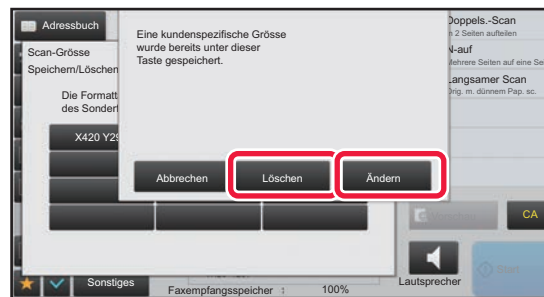 Adressbuch
Scan-Grösse
Speichern/Löschen
Die Formatt
des Sondert
X420 Y29
Eine kundenspezifische Grösse
wurde bereits unter dieser
Taste gespeichert.
Abbrechen
Löschen
Ändern
Doppels.-Scan
n 2 Seiten aufteilen
N-auf
Mehrere Seiten auf eine Sei
Langsamer Scan
Orig. m. dünnem Pap. sc.
CA
Start
Lautsprecher
Sonstiges
Faxempfangsspeicher : 100%